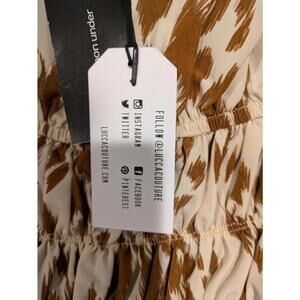 on under
FOLLOW @LUCCACOUTURE
INSTAGRAM
FACEBOOK
TWITTER
PINTEREST
LUCCACOUTURE.COM